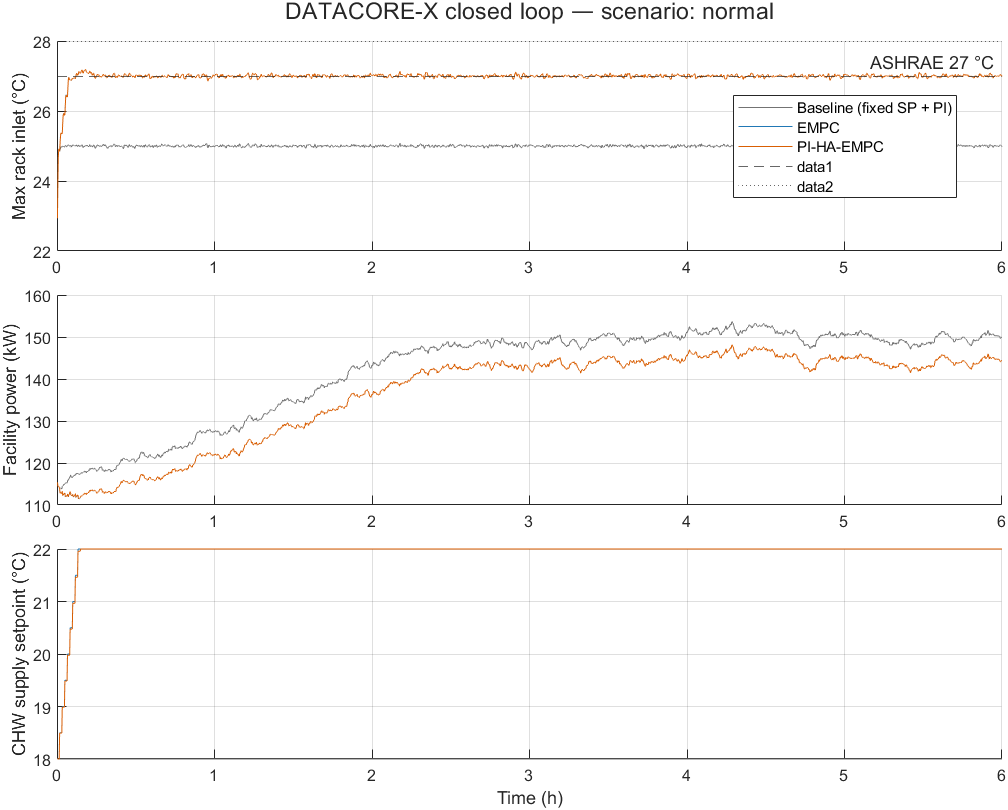 DATACORE-X closed loop — scenario: normal
28
27
26
25
24
23
22
Max rack inlet (°C)
ASHRAE 27 °C
Baseline (fixed SP + PI)
EMPC
PI-HA-EMPC
data1
data2
0 1 2 3 4 5 6
160
150
140
130
120
110
Facility power (kW)
0 1 2 3 4 5 6
22
21
20
19
18
CHW supply setpoint (°C)
0 1 2 3 4 5 6
Time (h)